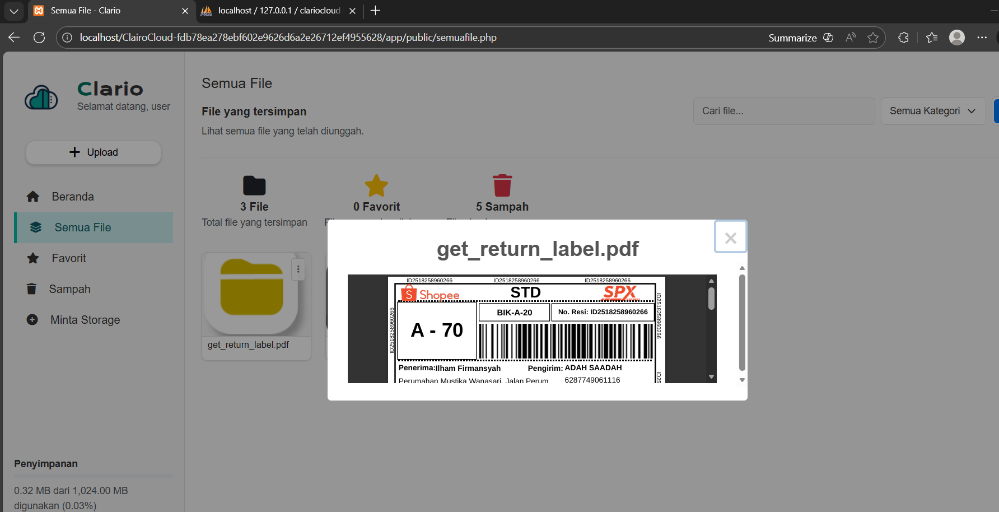 Semua File - Clario
localhost / 127.0.0.1 / clariocloud
localhost/ClairoCloud-fdb78ea278ebf602e9626d6a2e26712ef4955628/app/public/semuafile.php
Summarize
Clario
Selamat datang, user
Upload
Beranda
Semua File
Favorit
Sampah
Minta Storage
Penyimpanan
0.32 MB dari 1,024.00 MB
digunakan (0.03%)
Semua File
File yang tersimpan
Lihat semua file yang telah diunggah.
Cari file...
Semua Kategori
3 File
Total file yang tersimpan
0 Favorit
5 Sampah
get_return_label.pdf
get_return_label.pdf
ID2518258960266 ID2518258960266 ID2518258960266
Shopee
STD
SPX
ID2518258960266
ID2518258960266
A - 70
BIK-A-20
No. Resi: ID2518258960266
Penerima:Ilham Firmansyah
Pengirim: ADAH SAADAH
Perumahan Mustika Wanasari, Jalan Perum
6287749061116
ID25